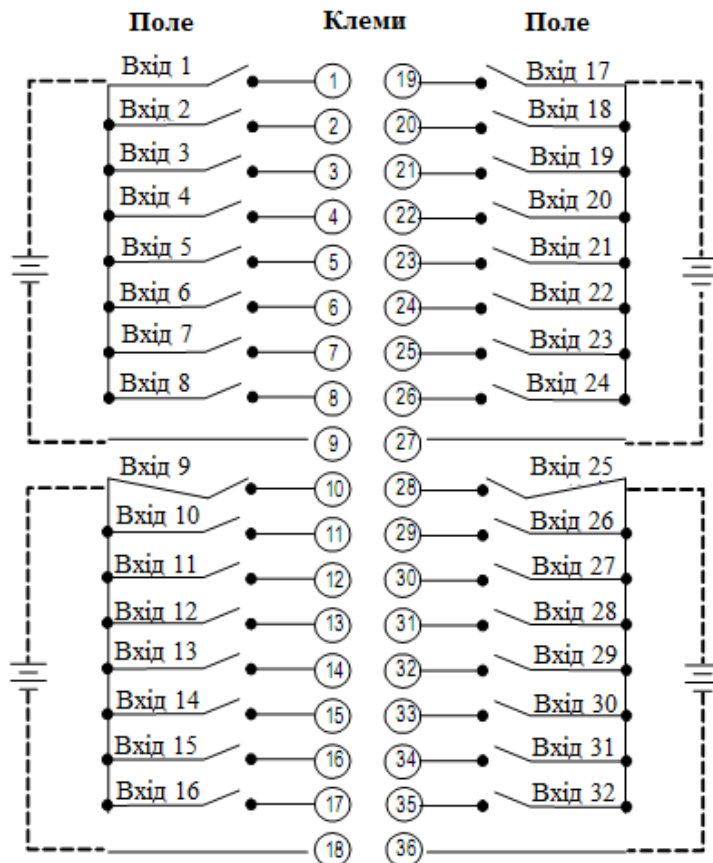 Поле Клеми Поле
Вхід 1 1 19 Вхід 17
Вхід 2 2 20 Вхід 18
Вхід 3 3 21 Вхід 19
Вхід 4 4 22 Вхід 20
Вхід 5 5 23 Вхід 21
Вхід 6 6 24 Вхід 22
Вхід 7 7 25 Вхід 23
Вхід 8 8 26 Вхід 24
9 27
Вхід 9 10 28 Вхід 25
Вхід 10 11 29 Вхід 26
Вхід 11 12 30 Вхід 27
Вхід 12 13 31 Вхід 28
Вхід 13 14 32 Вхід 29
Вхід 14 15 33 Вхід 30
Вхід 15 16 34 Вхід 31
Вхід 16 17 35 Вхід 32
18 36